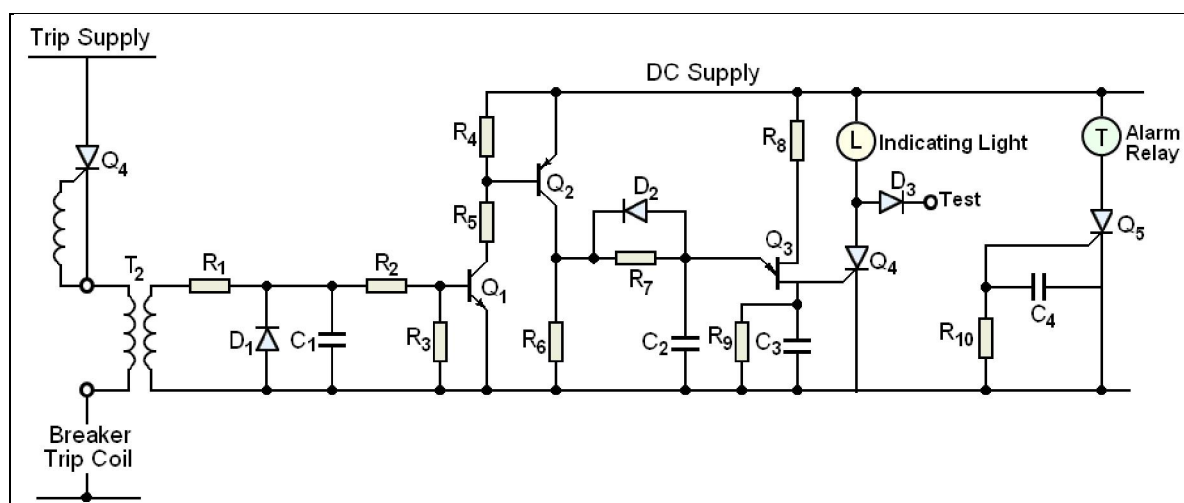 Trip Supply
DC Supply
Q4
R4
Q2
R8
L Indicating Light
T Alarm
Relay
D3
Test
D2
R5
Q5
T2
R1
R2
Q1
R7
Q3
Q4
D1
C1
R3
R6
C2
R9
C3
R10
C4
Breaker
Trip Coil